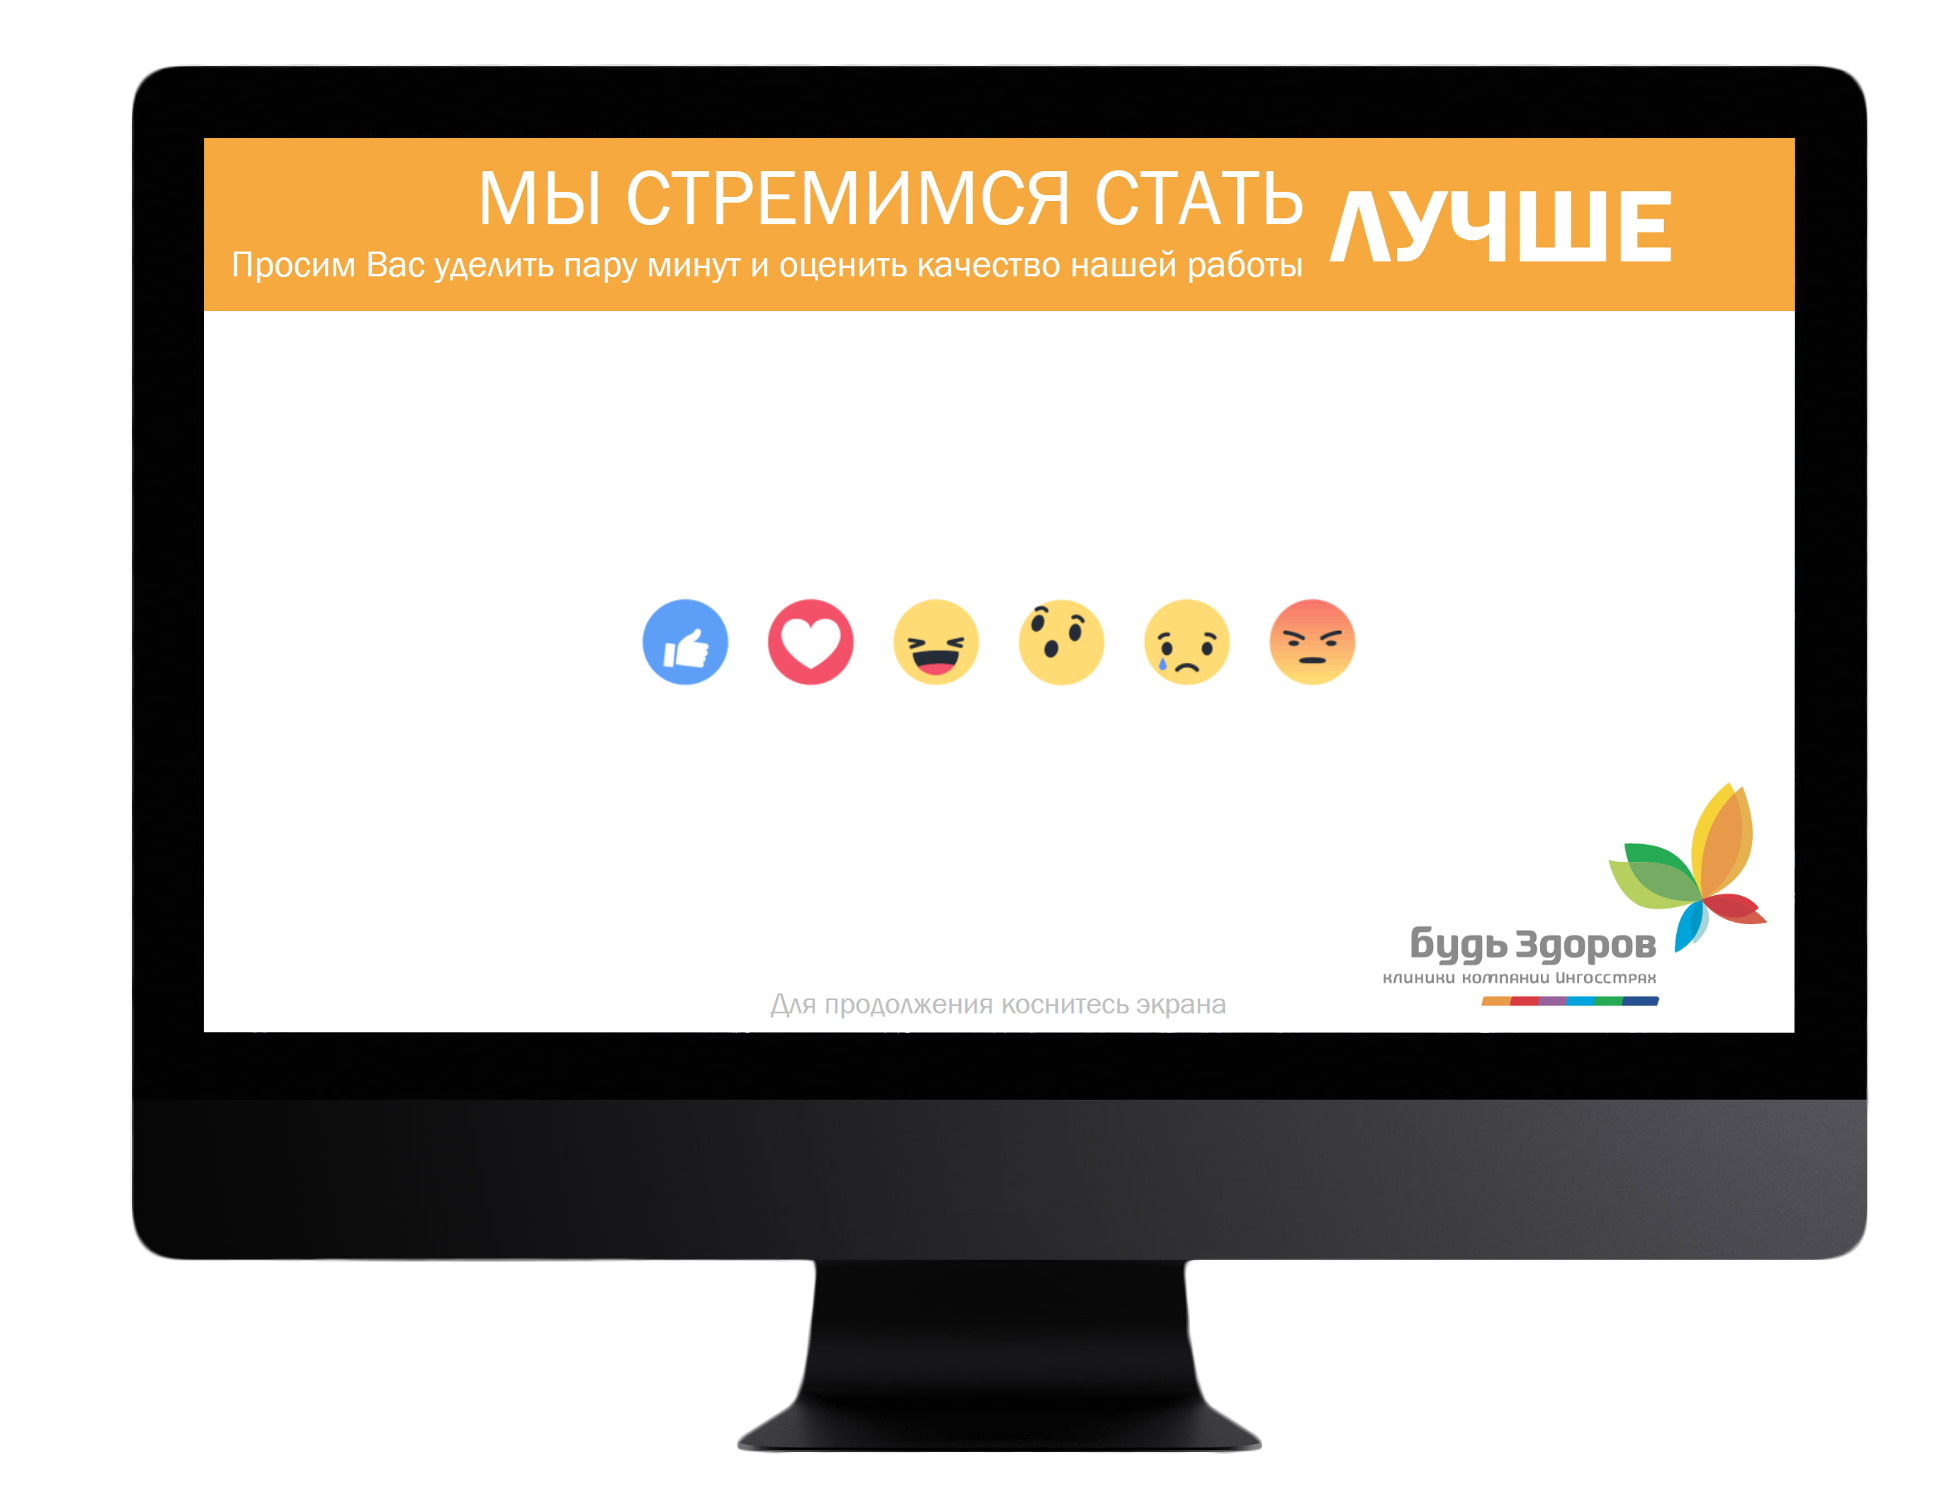 МЫ СТРЕМИМСЯ СТАТЬ ЛУЧШЕ
Просим Вас уделить пару минут и оценить качество нашей работы
будь Здоров
клиники компании Ингосстрах
Для продолжения коснитесь экрана